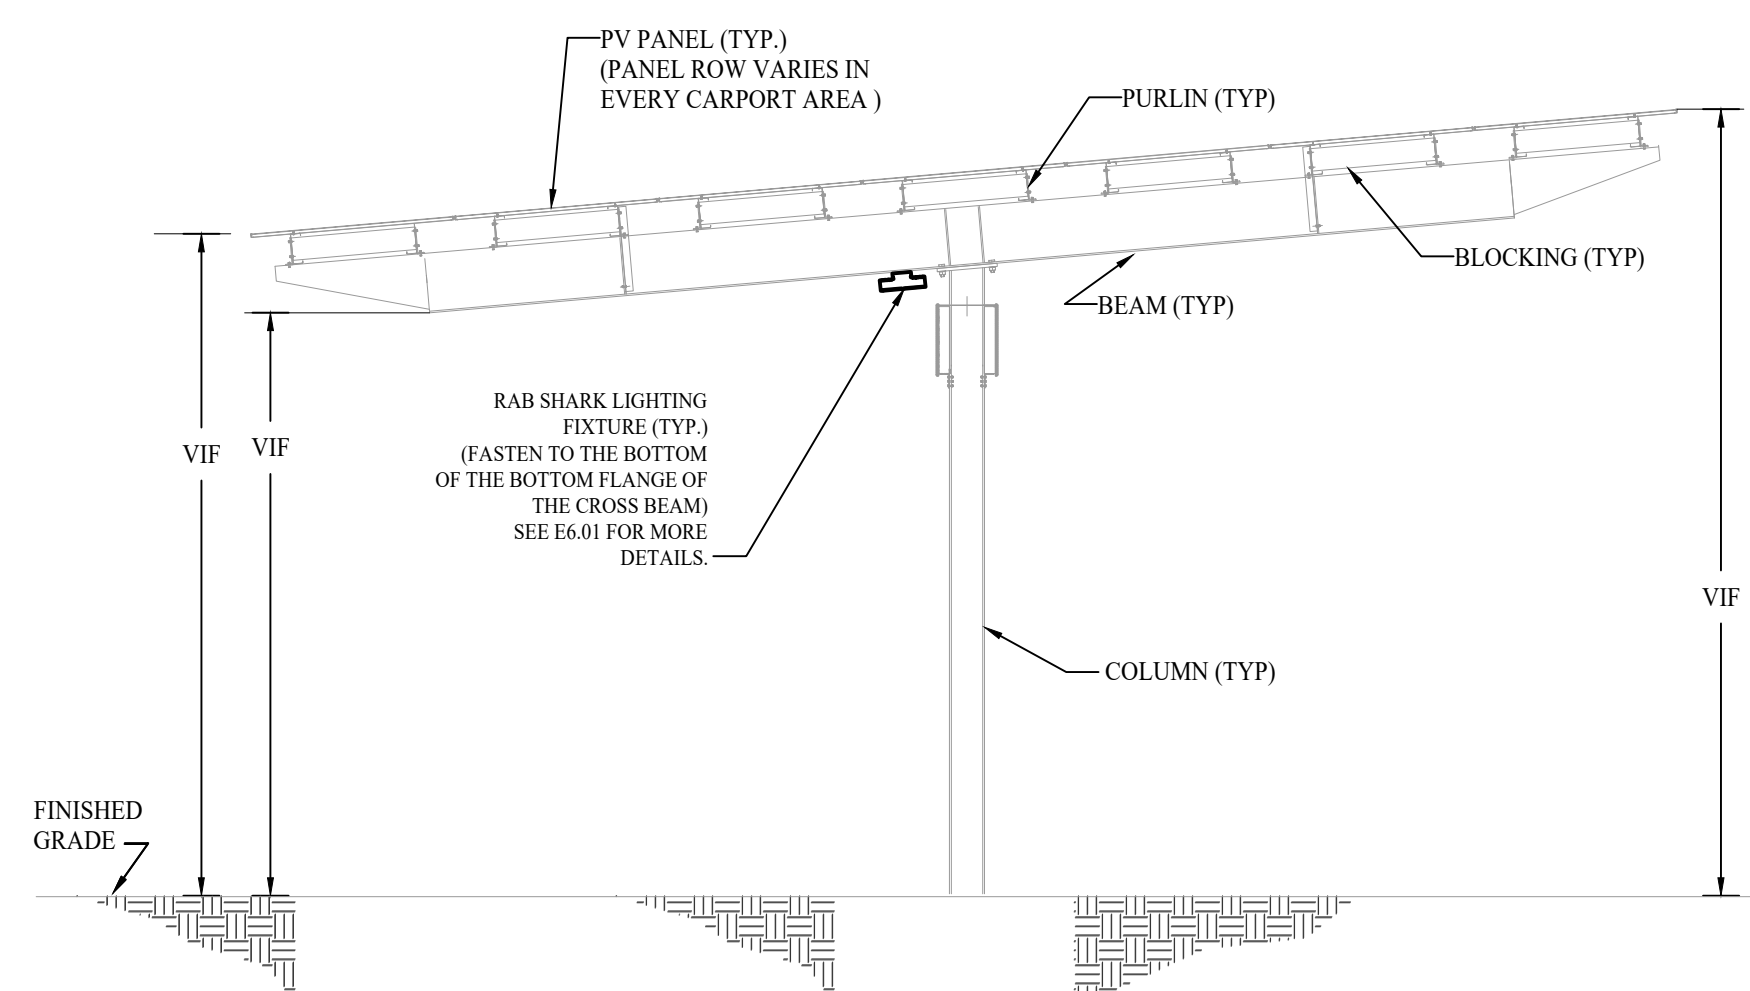 PV PANEL (TYP.)
(PANEL ROW VARIES IN
EVERY CARPORT AREA )
PURLIN (TYP)
BLOCKING (TYP)
BEAM (TYP)
RAB SHARK LIGHTING
FIXTURE (TYP.)
(FASTEN TO THE BOTTOM
OF THE BOTTOM FLANGE OF
THE CROSS BEAM)
SEE E6.01 FOR MORE
DETAILS.
VIF
VIF
VIF
COLUMN (TYP)
FINISHED
GRADE